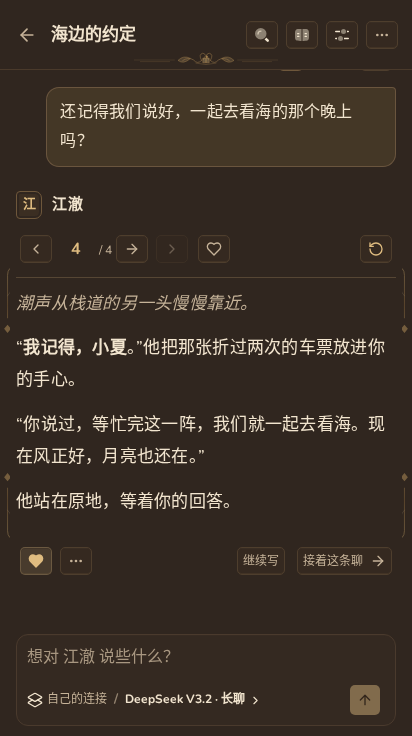 海边的约定
还记得我们说好，一起去看海的那个晚上
吗？
江 江澈
4 / 4
潮声从栈道的另一头慢慢靠近。
“我记得，小夏。”他把那张折过两次的车票放进你
的手心。
“你说过，等忙完这一阵，我们就一起去看海。现
在风正好，月亮也还在。”
他站在原地，等着你的回答。
继续写 接着这条聊
想对 江澈 说些什么？
自己的连接 / DeepSeek V3.2 · 长聊